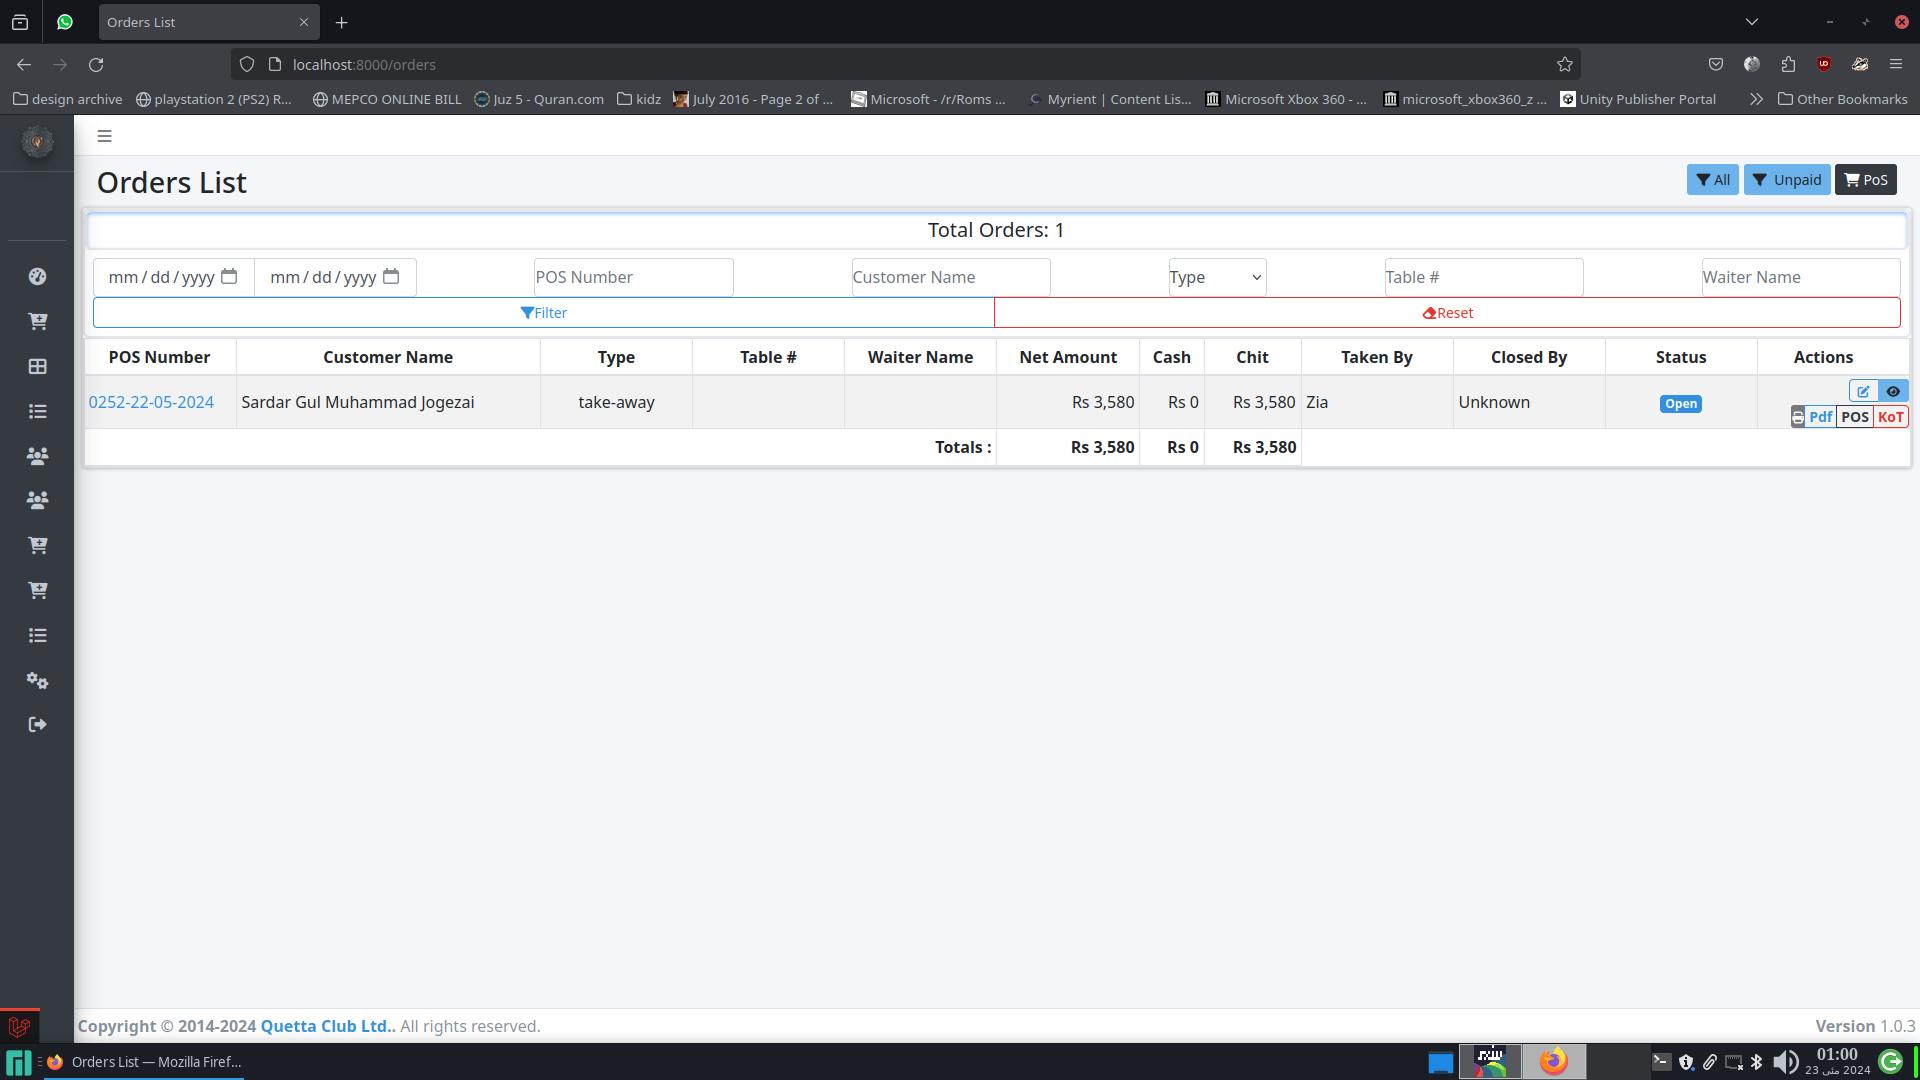 Orders List
localhost:8000/orders
design archive
playstation 2 (PS2) R...
MEPCO ONLINE BILL
Juz 5 - Quran.com
kidz
July 2016 - Page 2 of ...
Microsoft - /r/Roms ...
Myrient | Content Lis...
Microsoft Xbox 360 - ...
microsoft_xbox360_z ...
Unity Publisher Portal
Other Bookmarks
Orders List
All
Unpaid
PoS
Total Orders: 1
mm / dd / yyyy
mm / dd / yyyy
POS Number
Customer Name
Type
Table #
Waiter Name
Filter
Reset
POS Number Customer Name Type Table # Waiter Name Net Amount Cash Chit Taken By Closed By Status Actions
0252-22-05-2024 Sardar Gul Muhammad Jogezai take-away Rs 3,580 Rs 0 Rs 3,580 Zia Unknown Open
Pdf POS KoT
Totals : Rs 3,580 Rs 0 Rs 3,580
Copyright © 2014-2024 Quetta Club Ltd.. All rights reserved.
Version 1.0.3
Orders List — Mozilla Firef...
01:00
23 مئی 2024